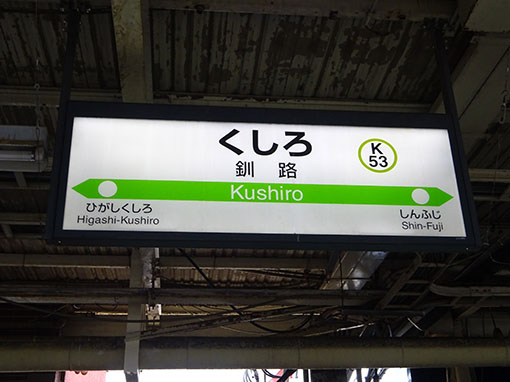 くしろ
釧路
K
53
Kushiro
ひがしくしろ
Higashi-Kushiro
しんふじ
Shin-Fuji